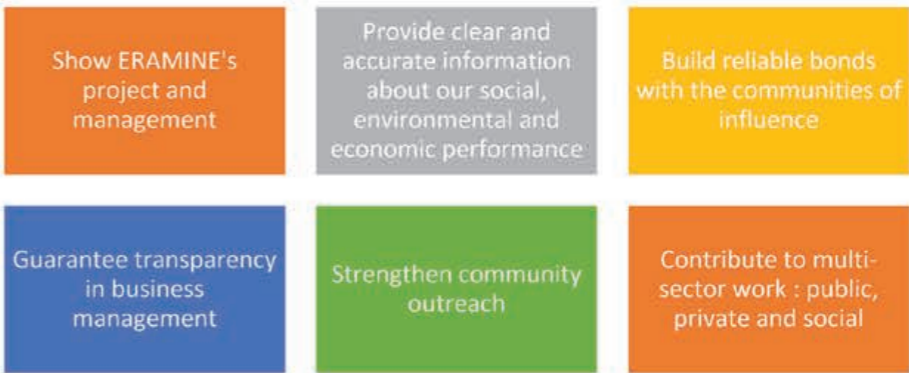 Show ERAMINE's
project and
management
Provide clear and
accurate information
about our social,
environmental and
economic performance
Build reliable bonds
with the communities of
influence
Guarantee transparency
in business
management
Strengthen community
outreach
Contribute to multi-
sector work : public,
private and social